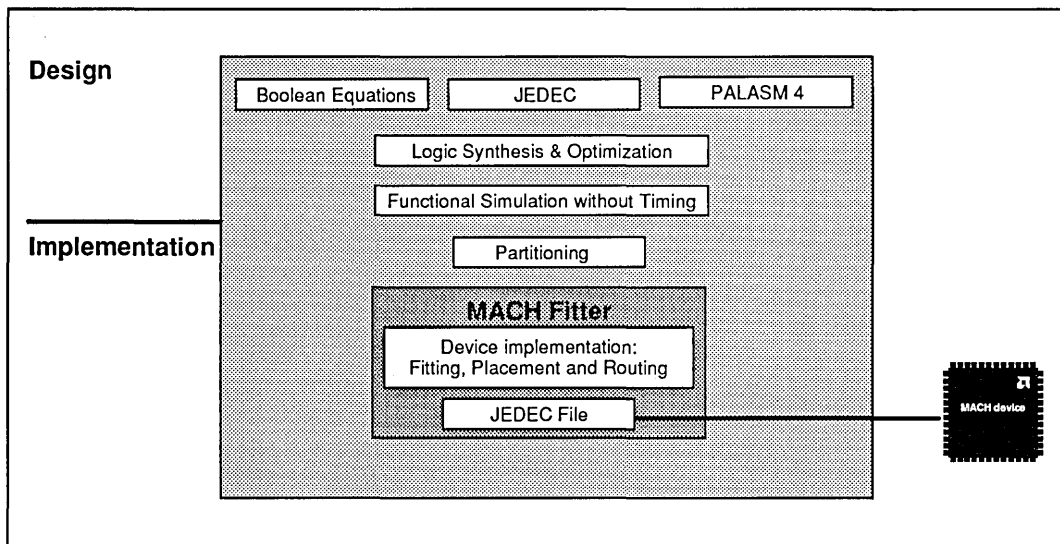 Design
Boolean Equations
JEDEC
PALASM 4
Logic Synthesis & Optimization
Functional Simulation without Timing
Implementation
Partitioning
MACH Fitter
Device implementation:
Fitting, Placement and Routing
JEDEC File
MACH device